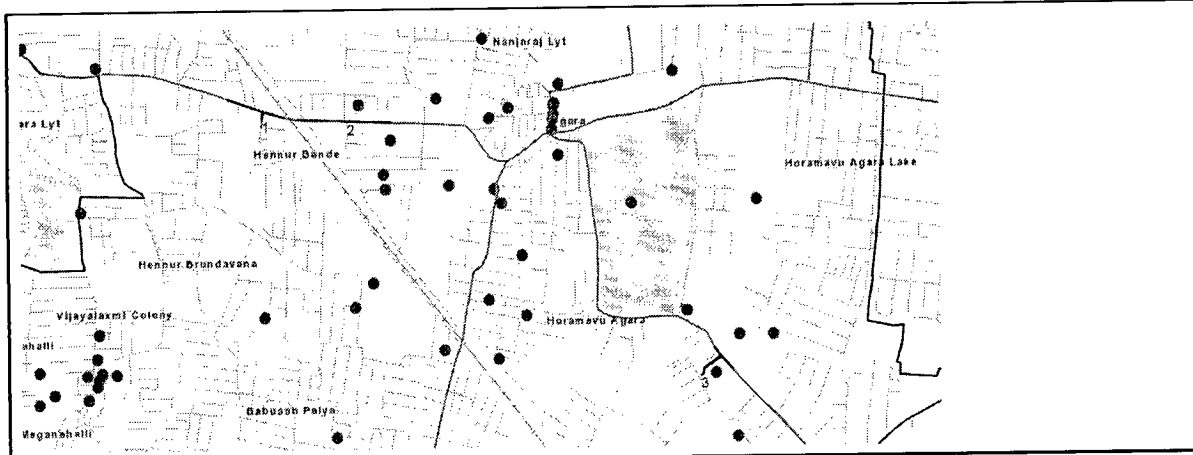 Nanjaraj Lyt
ara Lyt
1
2
gara
Hennur Bande
Horamavu Agara Lake
Hennur Brundavana
Vijayalaxmi Colony
Horamavu Agara
ahalli
3
Babusab Palya